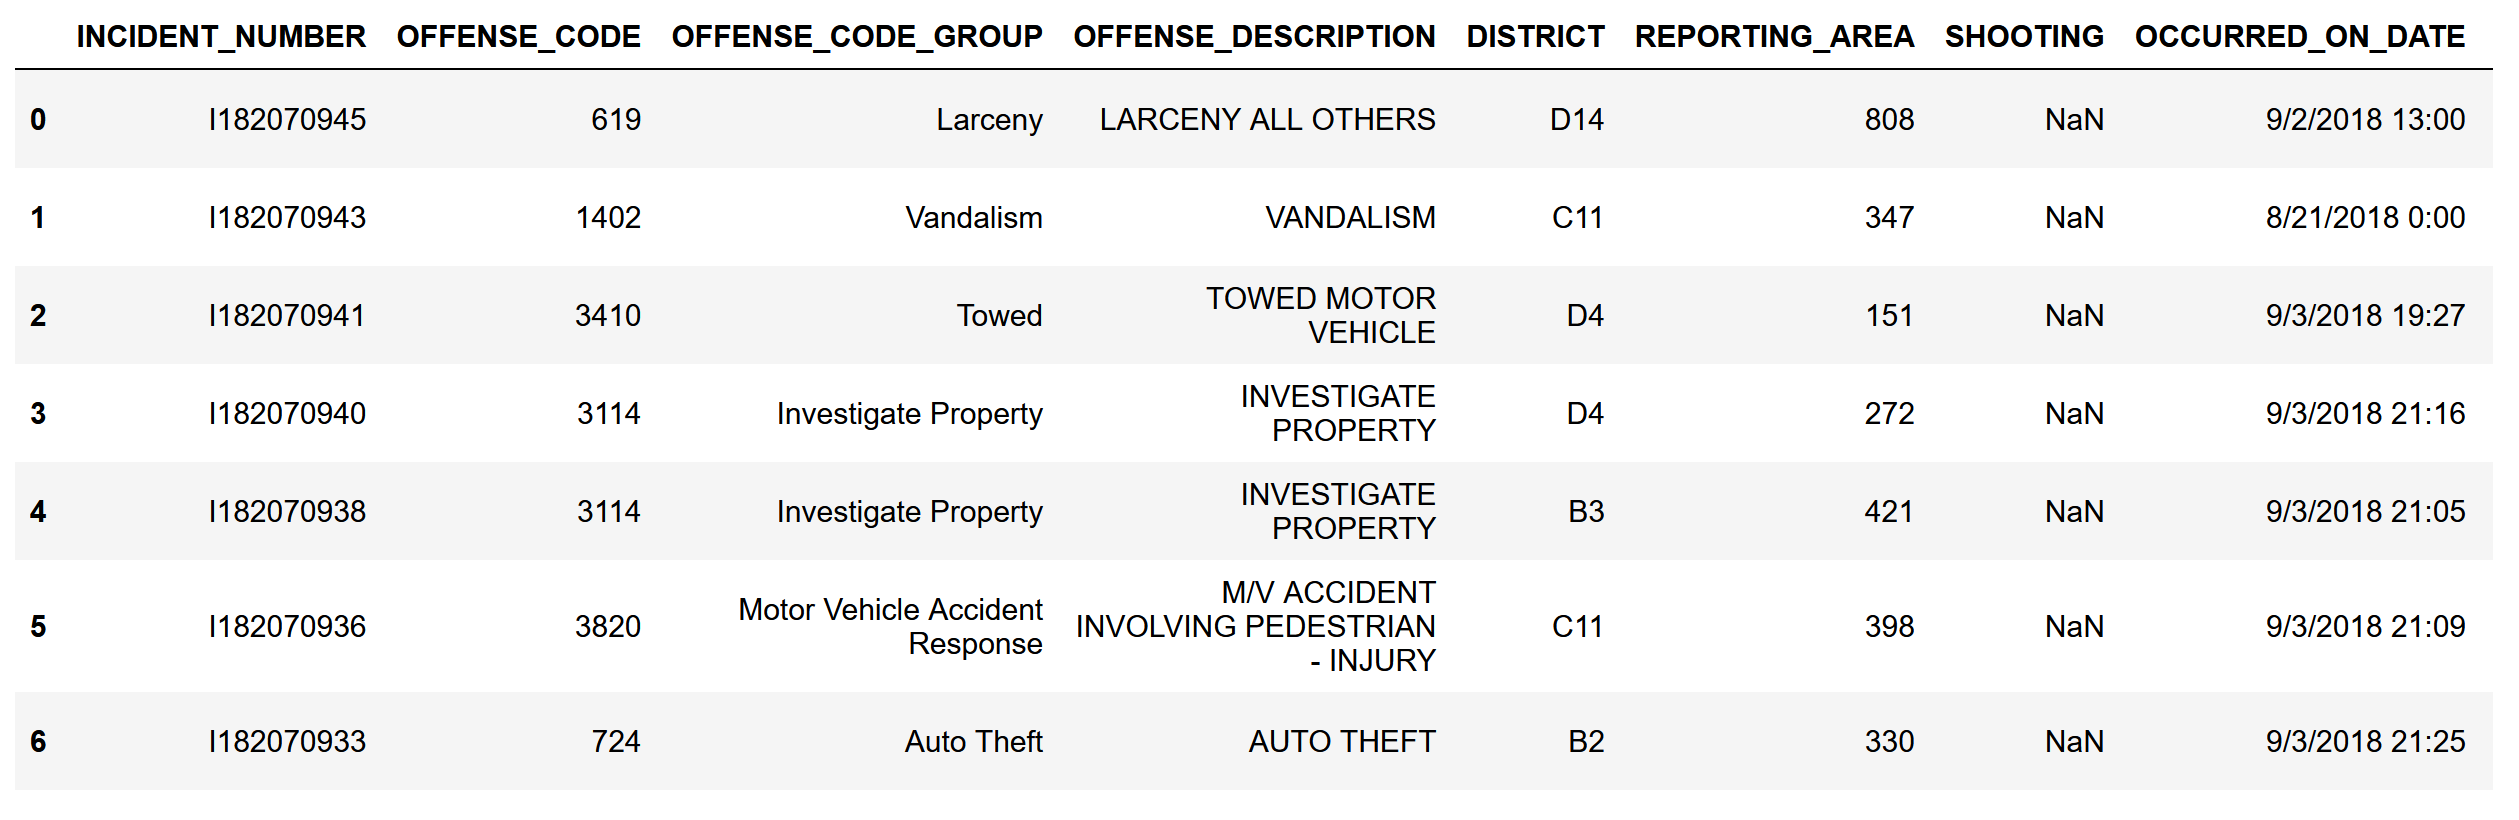 INCIDENT_NUMBER OFFENSE_CODE OFFENSE_CODE_GROUP OFFENSE_DESCRIPTION DISTRICT REPORTING_AREA SHOOTING OCCURRED_ON_DATE
0 I182070945 619 Larceny LARCENY ALL OTHERS D14 808 NaN 9/2/2018 13:00
1 I182070943 1402 Vandalism VANDALISM C11 347 NaN 8/21/2018 0:00
2 I182070941 3410 Towed TOWED MOTOR
VEHICLE D4 151 NaN 9/3/2018 19:27
3 I182070940 3114 Investigate Property INVESTIGATE
PROPERTY D4 272 NaN 9/3/2018 21:16
4 I182070938 3114 Investigate Property INVESTIGATE
PROPERTY B3 421 NaN 9/3/2018 21:05
5 I182070936 3820 Motor Vehicle Accident
Response M/V ACCIDENT
INVOLVING PEDESTRIAN
- INJURY C11 398 NaN 9/3/2018 21:09
6 I182070933 724 Auto Theft AUTO THEFT B2 330 NaN 9/3/2018 21:25